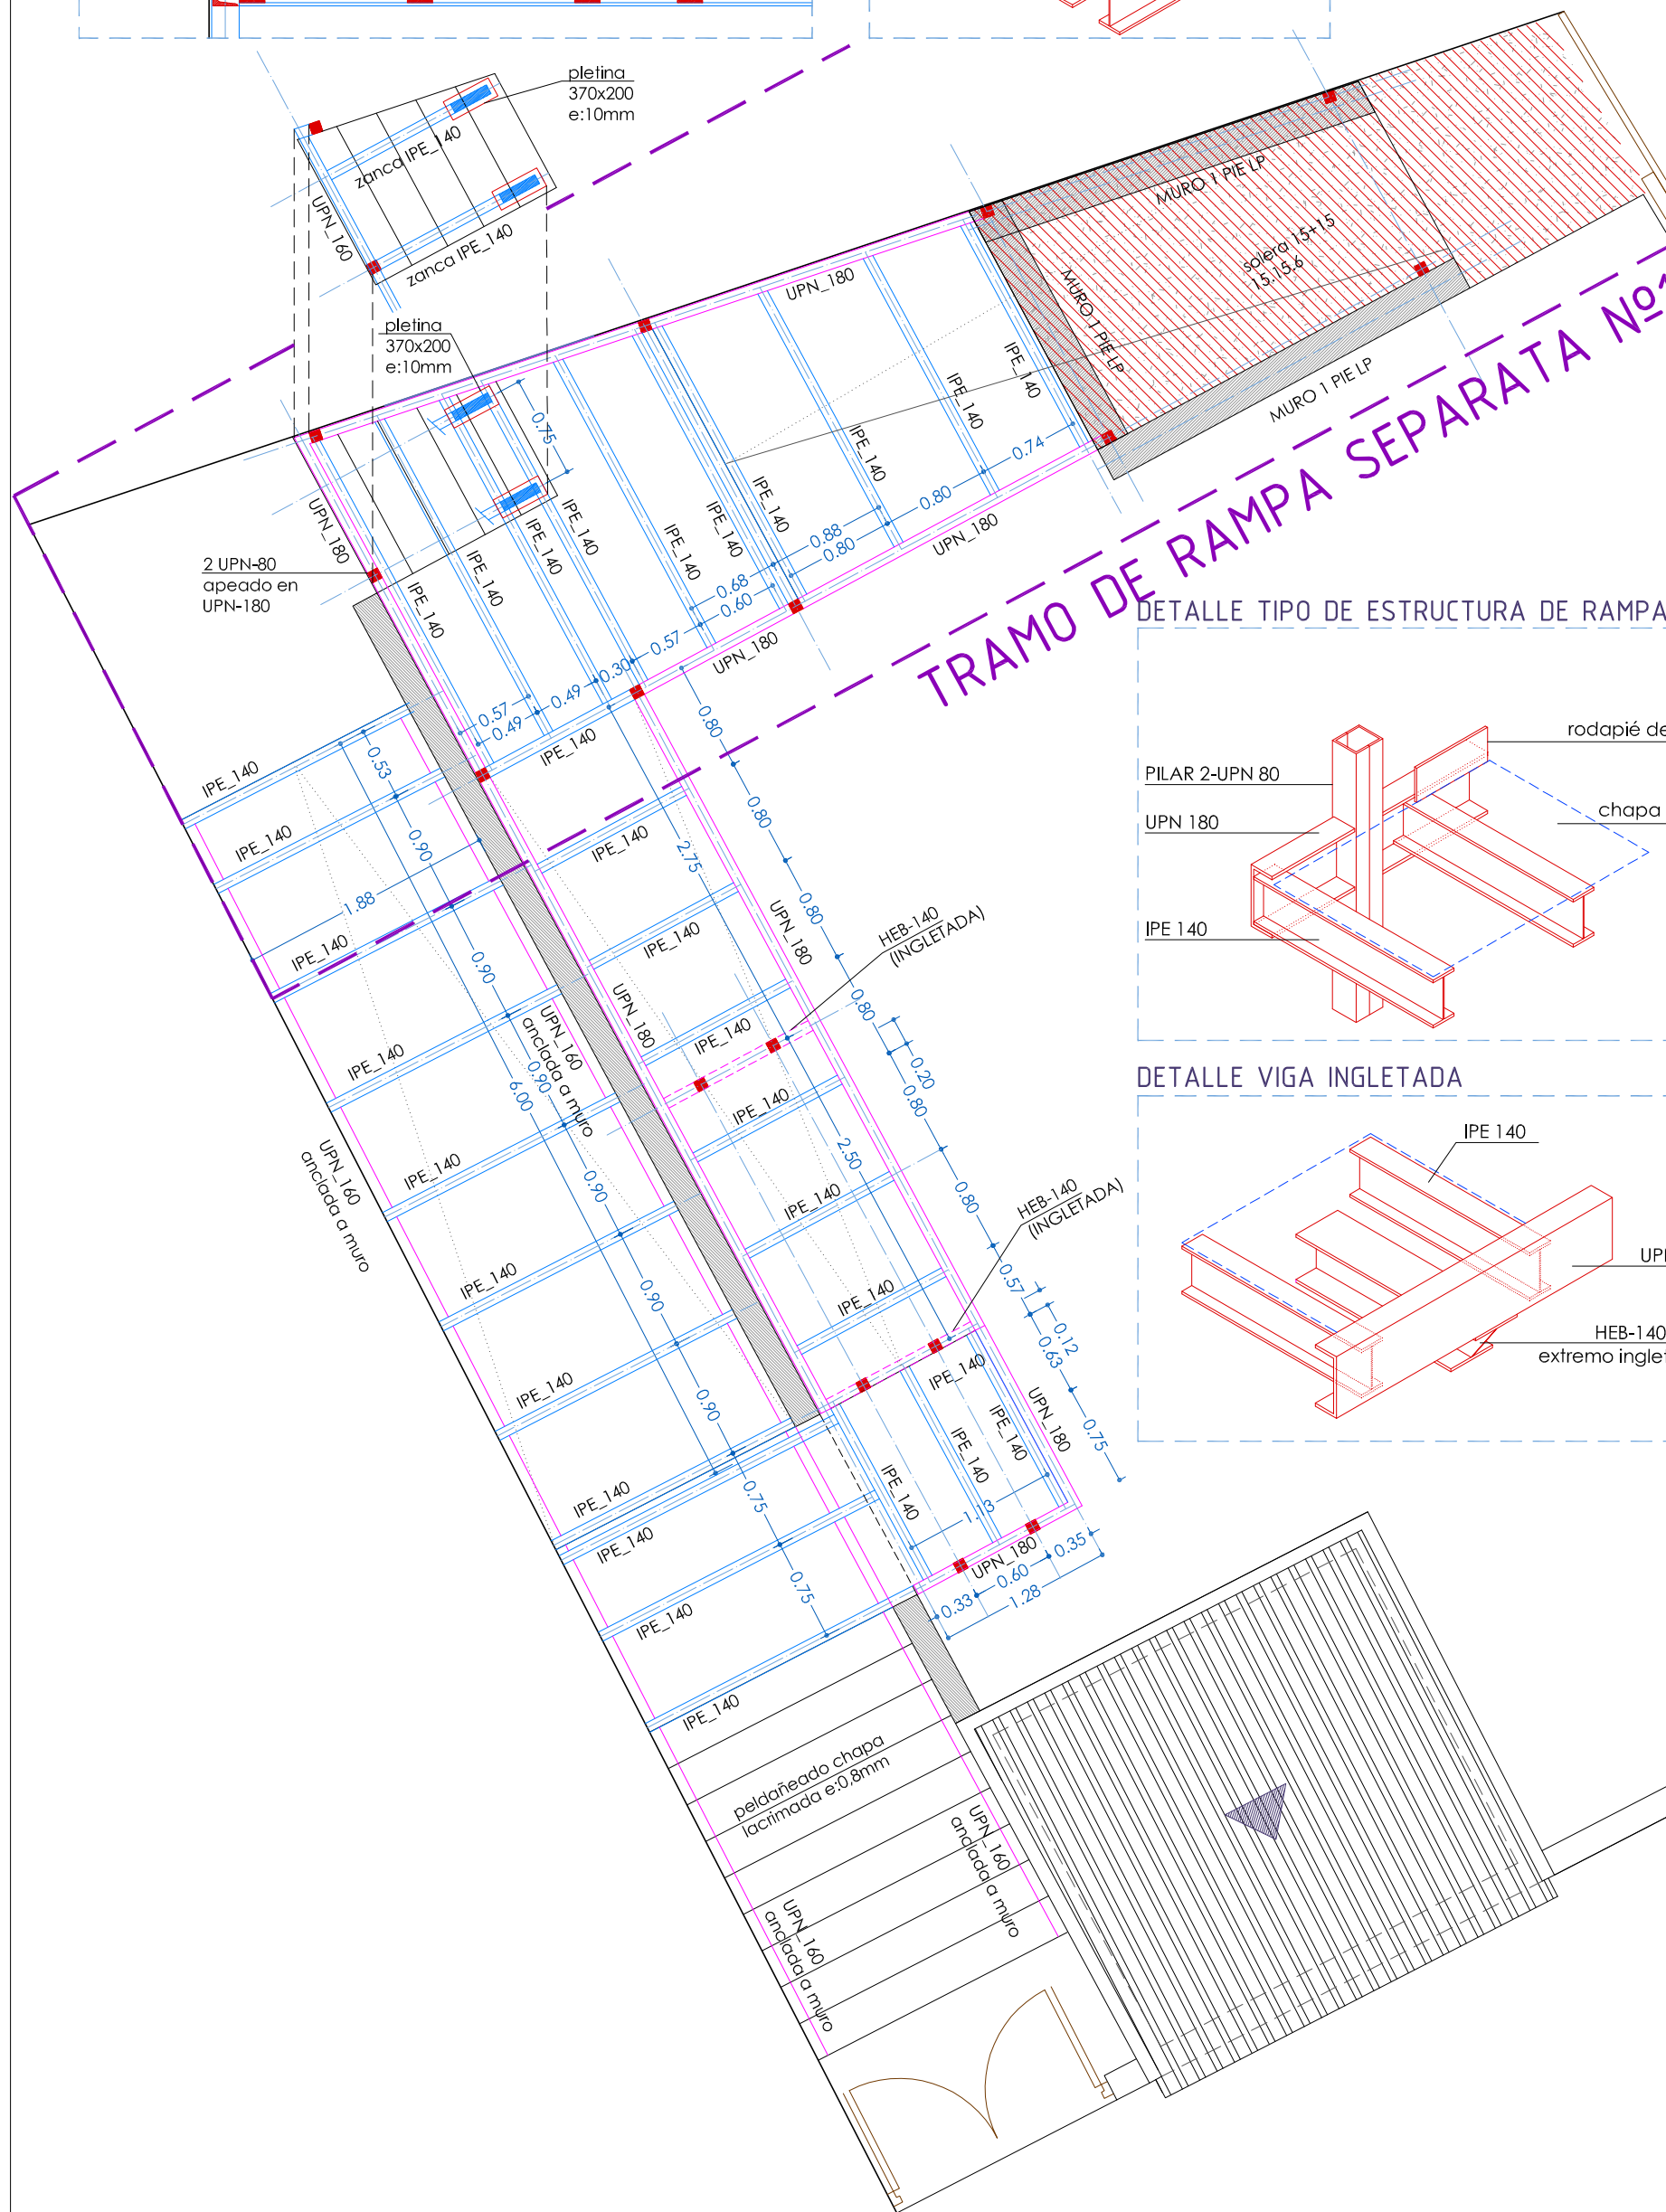 pletina
370x200
e:10mm
zanca IPE_140
UPN_160
zanca IPE_140
pletina
370x200
e:10mm
MURO 1 PIE LP
solera 15+15
15.15.6
MURO 1 PIE LP
MURO 1 PIE LP
UPN_180
IPE_140
IPE_140
IPE_140
0.74
0.80
UPN_180
0.88
0.80
IPE_140
IPE_140
IPE_140
0.68
0.60
UPN_180
0.75
IPE_140
IPE_140
IPE_140
IPE_140
UPN_180
2 UPN-80
apeado en
UPN-180
0.57
0.30
0.49
0.57
0.49
IPE_140
TRAMO DE RAMPA SEPARATA Nº
DETALLE TIPO DE ESTRUCTURA DE RAMPA
rodapié de
PILAR 2-UPN 80
UPN 180
chapa
IPE 140
DETALLE VIGA INGLETADA
IPE 140
HEB-140
IPE_140
IPE_140
IPE_140
IPE_140
IPE_140
IPE_140
IPE_140
IPE_140
IPE_140
IPE_140
IPE_140
IPE_140
0.53
0.90
1.88
0.90
0.90
6.00
0.90
0.90
0.90
0.75
0.75
UPN_160
anclada a muro
UPN_160
anclada a muro
UPN_180
IPE_140
IPE_140
IPE_140
IPE_140
IPE_140
IPE_140
UPN_180
2.75
0.80
0.80
0.80
0.80
0.20
0.80
0.80
2.50
0.57
0.12
0.63
0.75
HEB-140
(INGLETADA)
HEB-140
(INGLETADA)
IPE_140
IPE_140
IPE_140
IPE_140
UPN_180
1.13
UPN_180
0.33
0.60
0.35
1.28
peldañeado chapa
lacrimada e:0,8mm
UPN_160
anclada a muro
UPN_160
anclada a muro